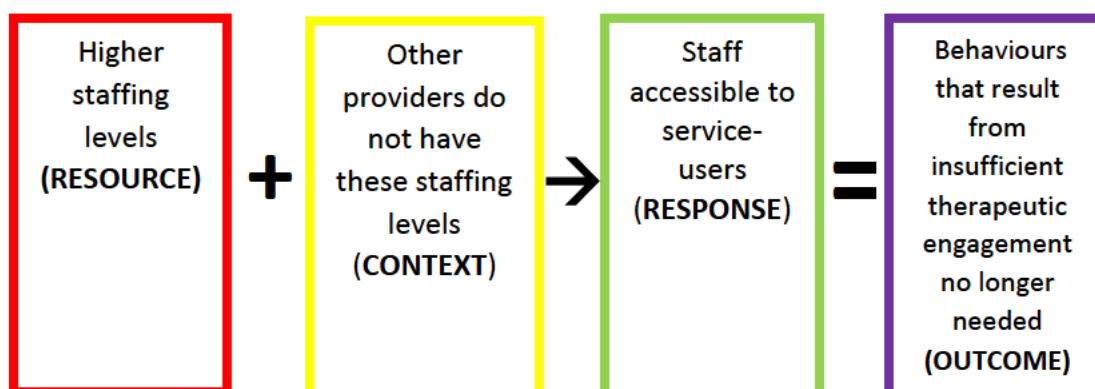 Higher
staffing
levels
(RESOURCE)
+
Other
providers do
not have
these staffing
levels
(CONTEXT)
→
Staff
accessible to
service-
users
(RESPONSE)
=
Behaviours
that result
from
insufficient
therapeutic
engagement
no longer
needed
(OUTCOME)